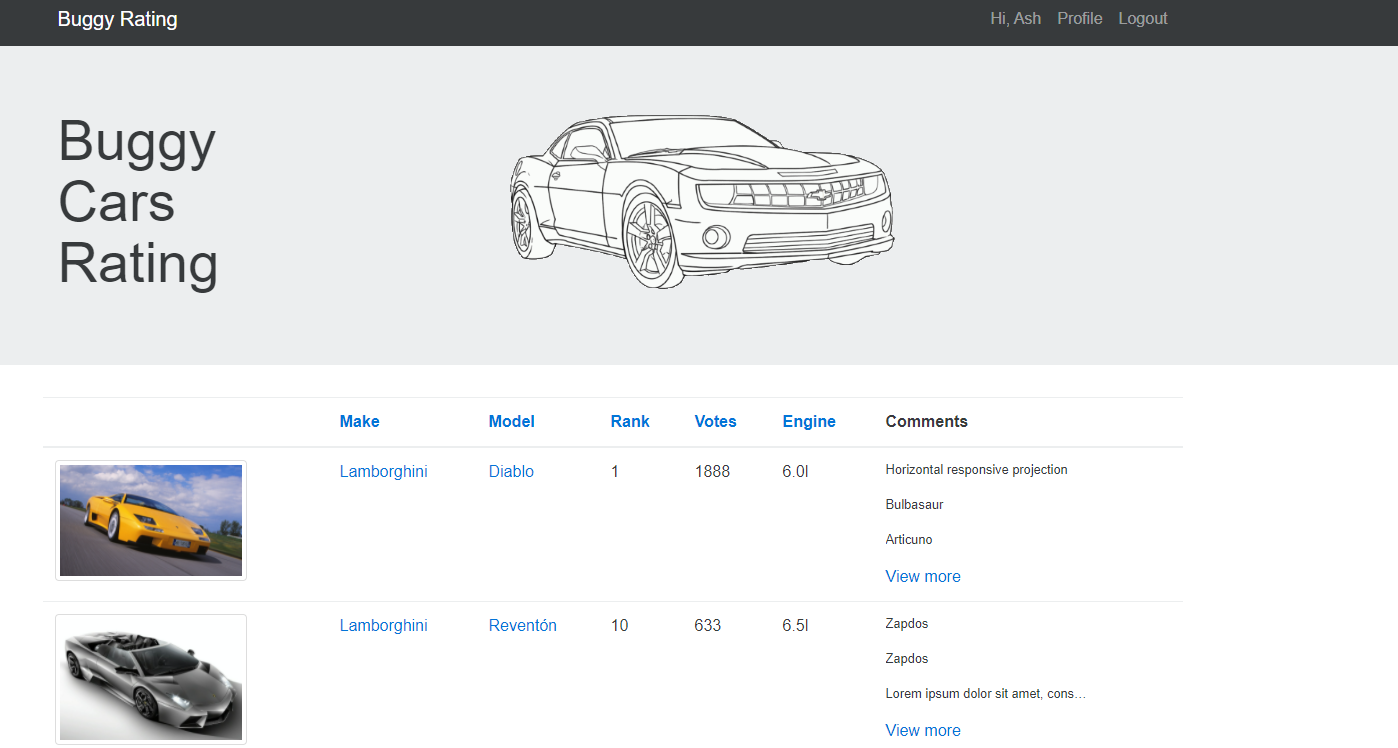 Buggy Rating
Hi, Ash Profile Logout
Buggy
Cars
Rating
Make Model Rank Votes Engine Comments
Lamborghini Diablo 1 1888 6.0l Horizontal responsive projection
Bulbasaur
Articuno
View more
Lamborghini Reventón 10 633 6.5l Zapdos
Zapdos
Lorem ipsum dolor sit amet, cons…
View more